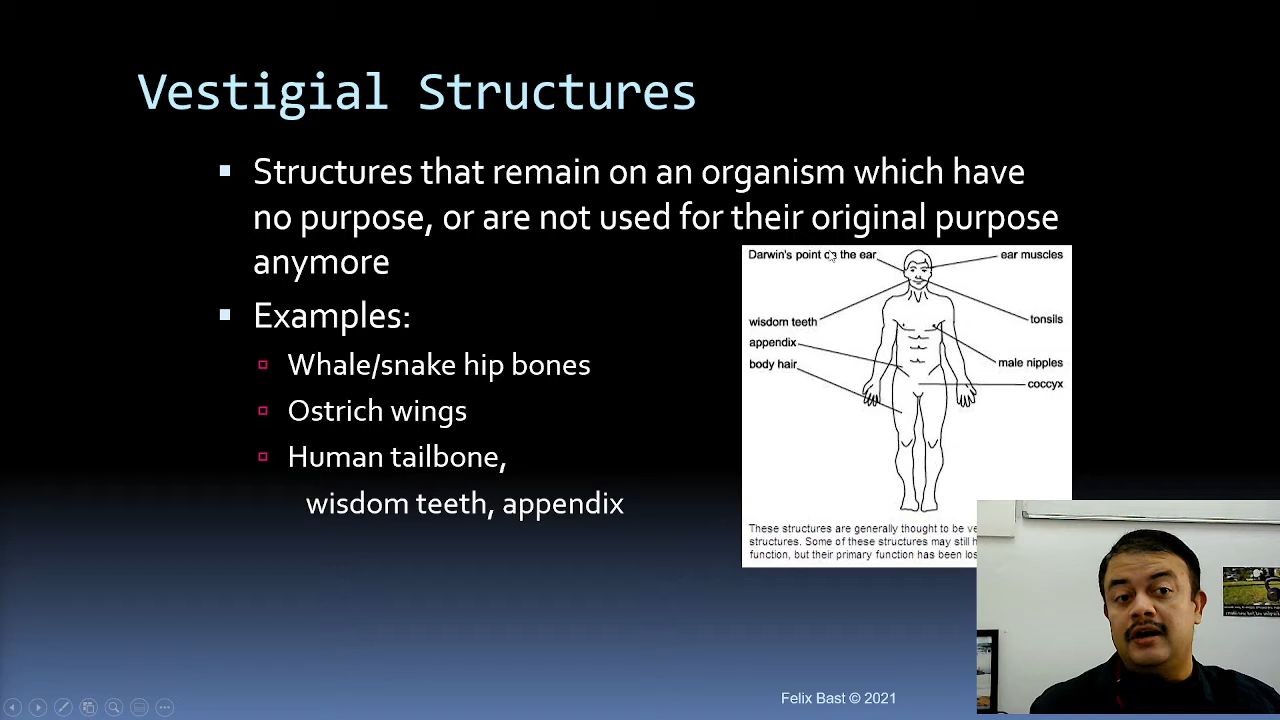 Vestigial Structures
Structures that remain on an organism which have
no purpose, or are not used for their original purpose
anymore
Examples:
Whale/snake hip bones
Ostrich wings
Human tailbone,
wisdom teeth, appendix
Darwin's point on the ear
ear muscles
wisdom teeth
tonsils
appendix
male nipples
body hair
coccyx
These structures are generally thought to be
structures. Some of these structures may still
function, but their primary function has been
Felix Bast © 2021